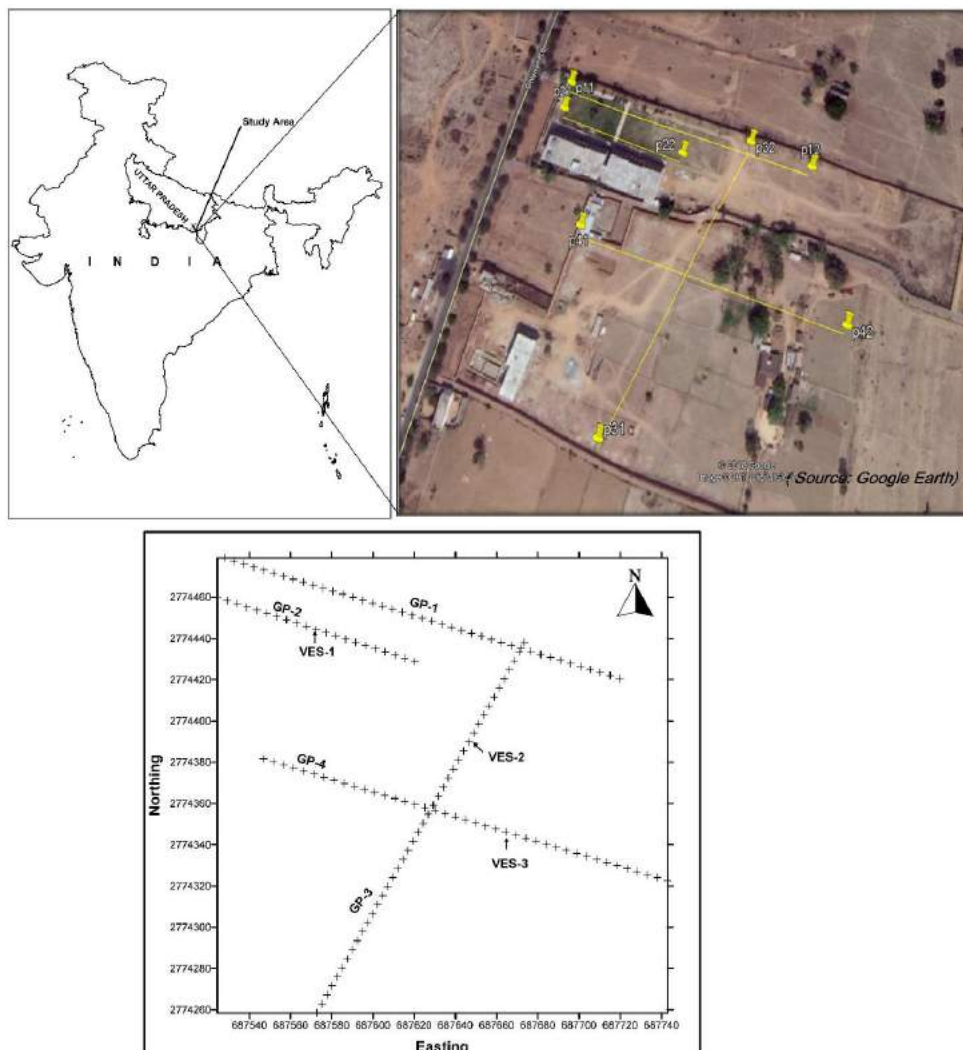 Study Area
UTTAR PRADESH
I N D I A
p11
p22
p32
p12
p41
p42
p31
( Source: Google Earth)
N
GP-1
GP-2
VES-1
VES-2
GP-4
VES-3
GP-3
Northing
2774460
2774440
2774420
2774400
2774380
2774360
2774340
2774320
2774300
2774280
2774260
687540 687560 687580 687600 687620 687640 687660 687680 687700 687720 687740
Easting